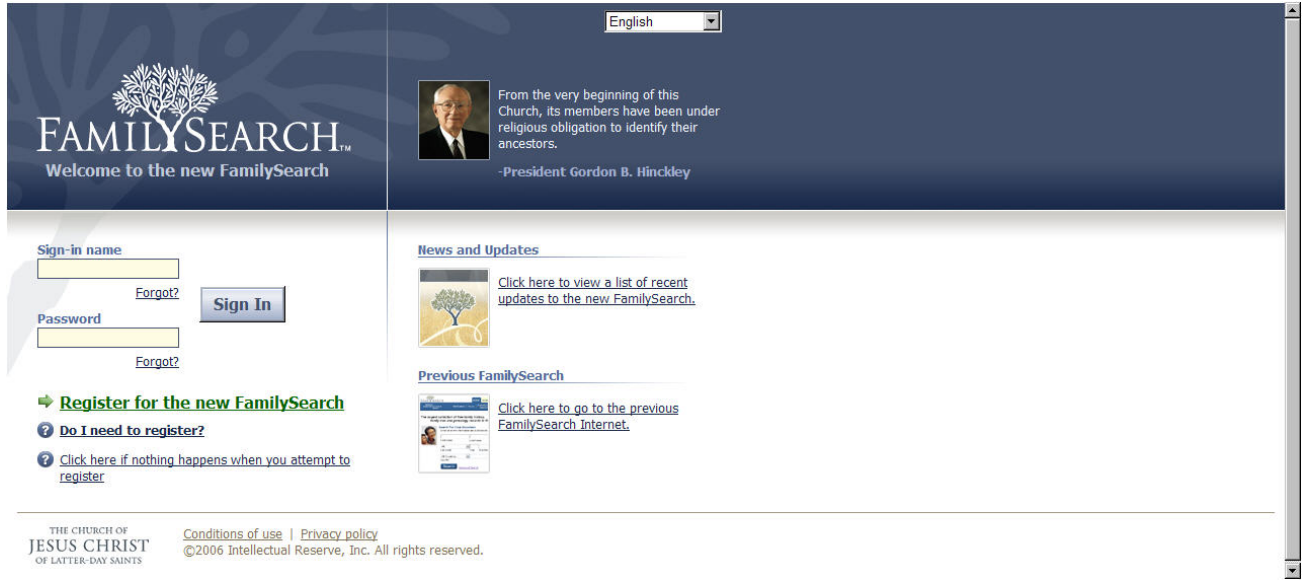 English
FAMILYSEARCH™
Welcome to the new FamilySearch
From the very beginning of this
Church, its members have been under
religious obligation to identify their
ancestors.
-President Gordon B. Hinckley
Sign-in name
Forgot?
Sign In
Password
Forgot?
Register for the new FamilySearch
? Do I need to register?
? Click here if nothing happens when you attempt to
register
News and Updates
Click here to view a list of recent
updates to the new FamilySearch.
Previous FamilySearch
Click here to go to the previous
FamilySearch Internet.
THE CHURCH OF
JESUS CHRIST
OF LATTER-DAY SAINTS
Conditions of use | Privacy policy
©2006 Intellectual Reserve, Inc. All rights reserved.